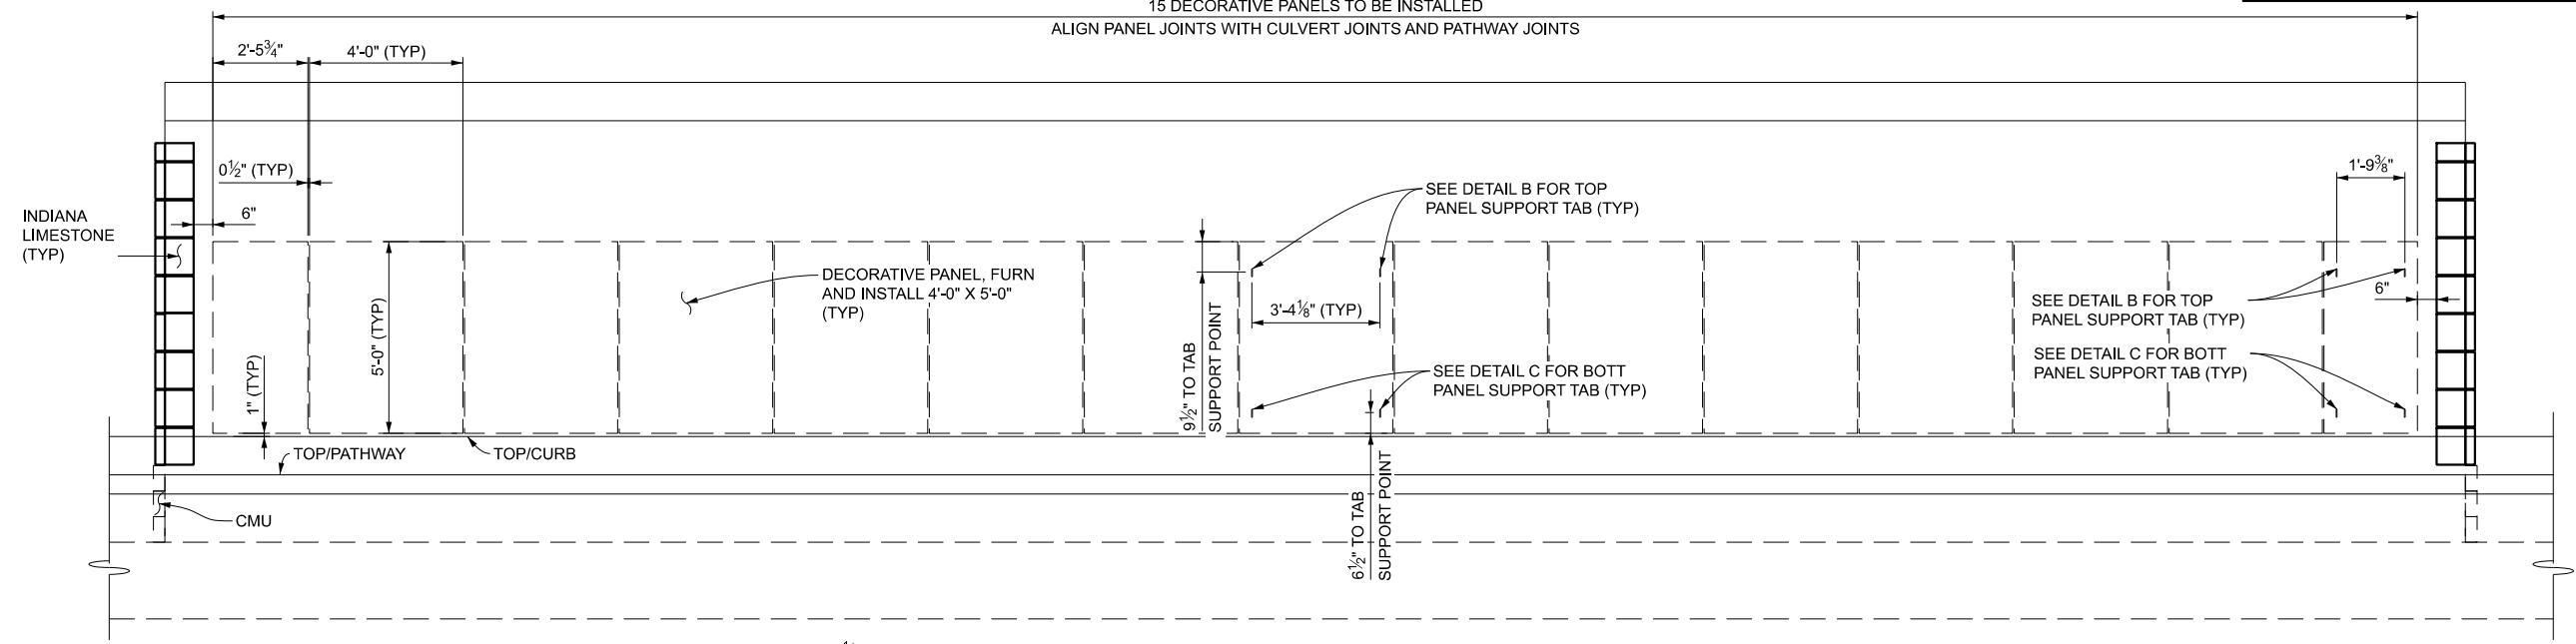 15 DECORATIVE PANELS TO BE INSTALLED
ALIGN PANEL JOINTS WITH CULVERT JOINTS AND PATHWAY JOINTS
2'-5¾"
4'-0" (TYP)
0½" (TYP)
1'-9⅜"
SEE DETAIL B FOR TOP
PANEL SUPPORT TAB (TYP)
INDIANA
LIMESTONE
(TYP)
6"
DECORATIVE PANEL, FURN
AND INSTALL 4'-0" X 5'-0"
(TYP)
3'-4⅛" (TYP)
6"
SEE DETAIL B FOR TOP
PANEL SUPPORT TAB (TYP)
5'-0" (TYP)
1" (TYP)
9½" TO TAB
SUPPORT POINT
SEE DETAIL C FOR BOTT
PANEL SUPPORT TAB (TYP)
SEE DETAIL C FOR BOTT
PANEL SUPPORT TAB (TYP)
TOP/PATHWAY
TOP/CURB
CMU
6½" TO TAB
SUPPORT POINT